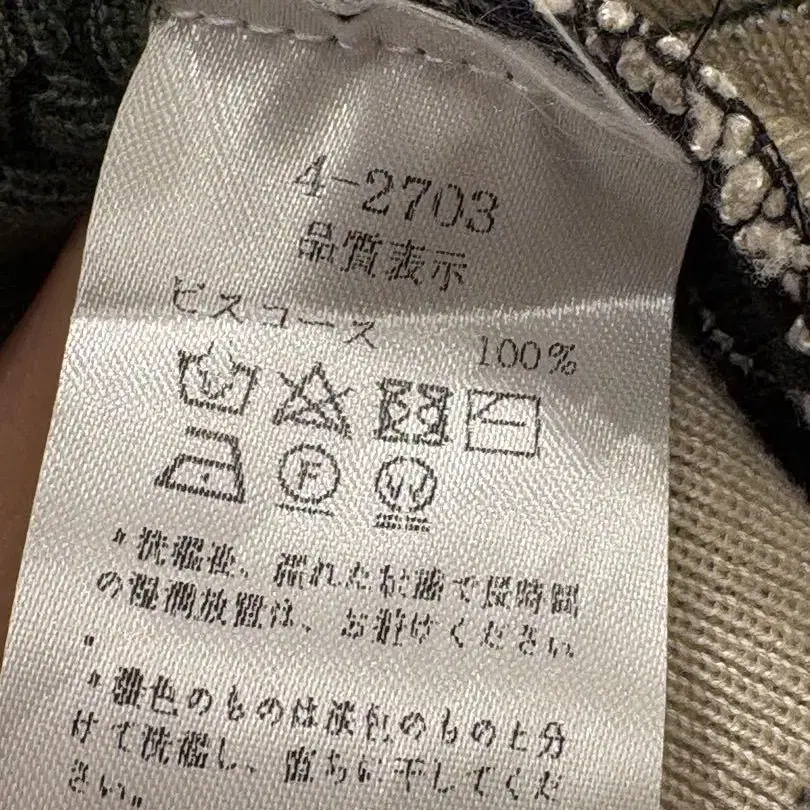 4-2703
品質表示
ビスコース 100%
F
W
"洗濯後、濡れた状態で長時間
の湿潤放置は、お避けください
"
"濃色のものは淡色のものと分
けて洗濯し、直ちに干してくだ
さい。"